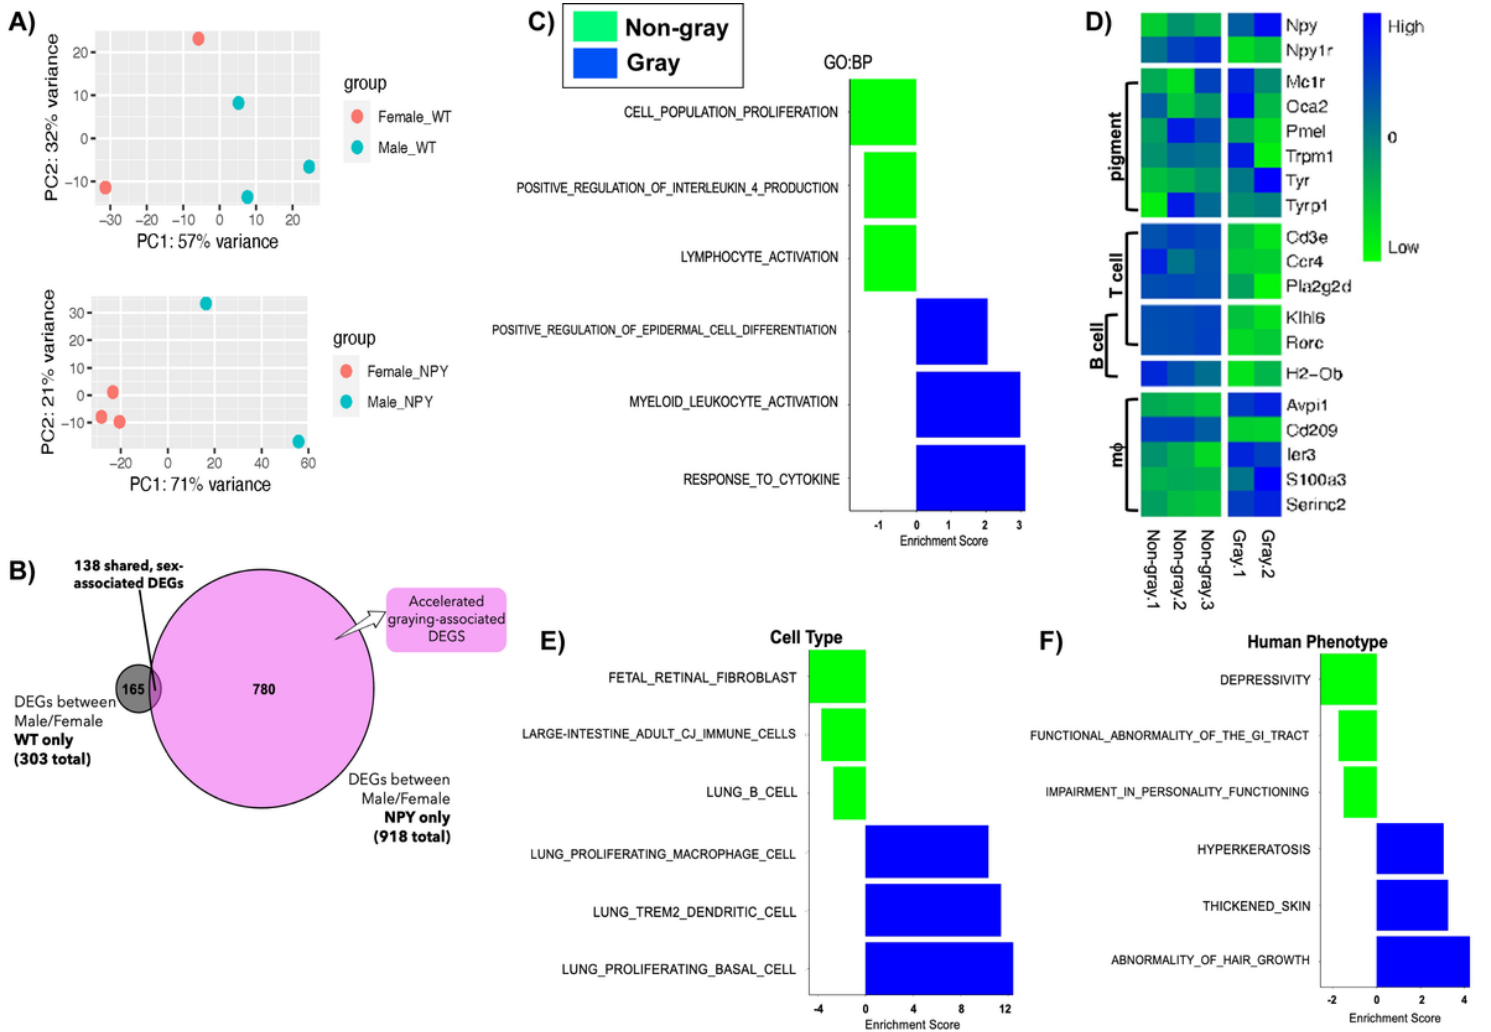 A)
PC2: 32% variance
20
10
0
−10
−30
−20
−10
0
10
20
PC1: 57% variance
group
Female_WT
Male_WT
PC2: 21% variance
30
20
10
0
−10
−20
0
20
40
60
PC1: 71% variance
group
Female_NPY
Male_NPY
B)
138 shared, sex-
associated DEGs
Accelerated
graying-associated
DEGS
165
780
DEGs between
Male/Female
WT only
(303 total)
DEGs between
Male/Female
NPY only
(918 total)
C)
Non-gray
Gray
GO:BP
CELL_POPULATION_PROLIFERATION
POSITIVE_REGULATION_OF_INTERLEUKIN_4_PRODUCTION
LYMPHOCYTE_ACTIVATION
POSITIVE_REGULATION_OF_EPIDERMAL_CELL_DIFFERENTIATION
MYELOID_LEUKOCYTE_ACTIVATION
RESPONSE_TO_CYTOKINE
-1
0
1
2
3
Enrichment Score
D)
pigment
T cell
B cell
mϕ
Npy
Npy1r
Mc1r
Oca2
Pmel
Trpm1
Tyr
Tyrp1
Cd3e
Ccr4
Pla2g2d
Klhl6
Rorc
H2−Ob
Avpi1
Cd209
Ier3
S100a3
Serinc2
Non-gray.1
Non-gray.2
Non-gray.3
Gray.1
Gray.2
High
0
Low
E)
Cell Type
FETAL_RETINAL_FIBROBLAST
LARGE-INTESTINE_ADULT_CJ_IMMUNE_CELLS
LUNG_B_CELL
LUNG_PROLIFERATING_MACROPHAGE_CELL
LUNG_TREM2_DENDRITIC_CELL
LUNG_PROLIFERATING_BASAL_CELL
-4
0
4
8
12
Enrichment Score
F)
Human Phenotype
DEPRESSIVITY
FUNCTIONAL_ABNORMALITY_OF_THE_GI_TRACT
IMPAIRMENT_IN_PERSONALITY_FUNCTIONING
HYPERKERATOSIS
THICKENED_SKIN
ABNORMALITY_OF_HAIR_GROWTH
-2
0
2
4
Enrichment Score